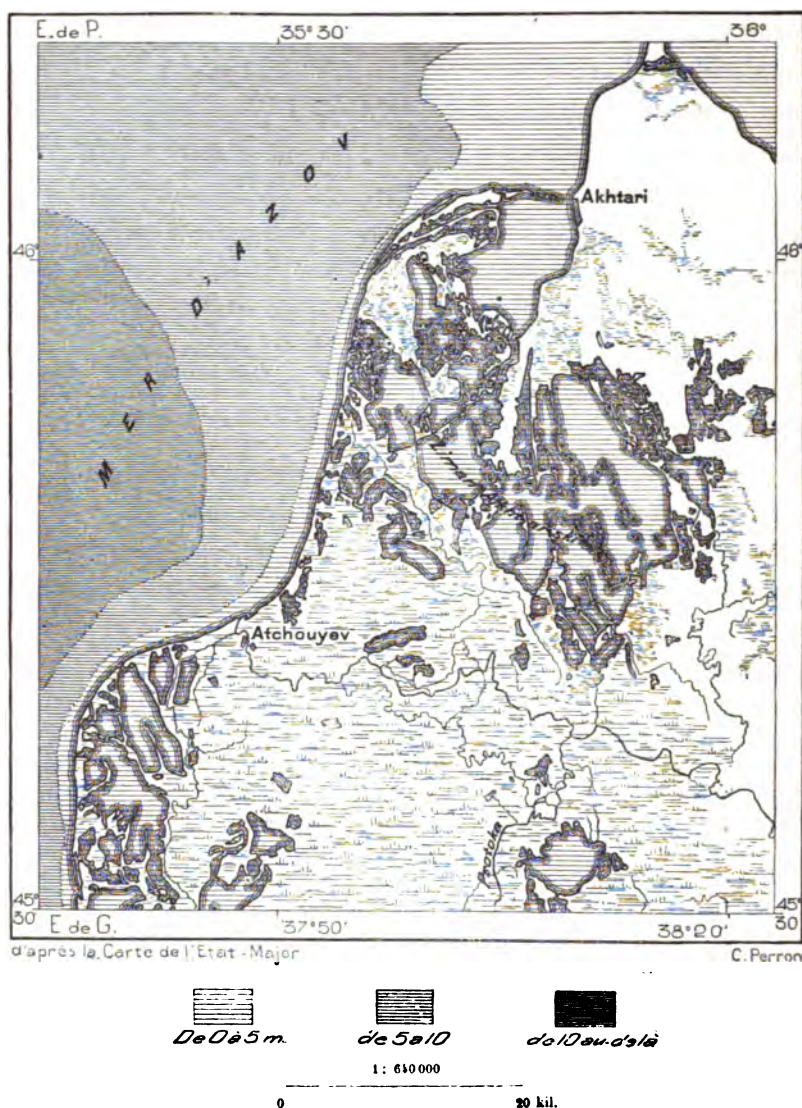 E. de P. 35° 30' 36°
MER D'AZOV
Akhtari
46° 46°
Atchouyev
45° 30' 45° 30
E de G. 37°50' 38°20'
d'après la Carte de l'Etat-Major C. Perron
De 0 à 5 m. de 5 à 10 de 10 au-delà
1 : 640 000
0 20 kil.